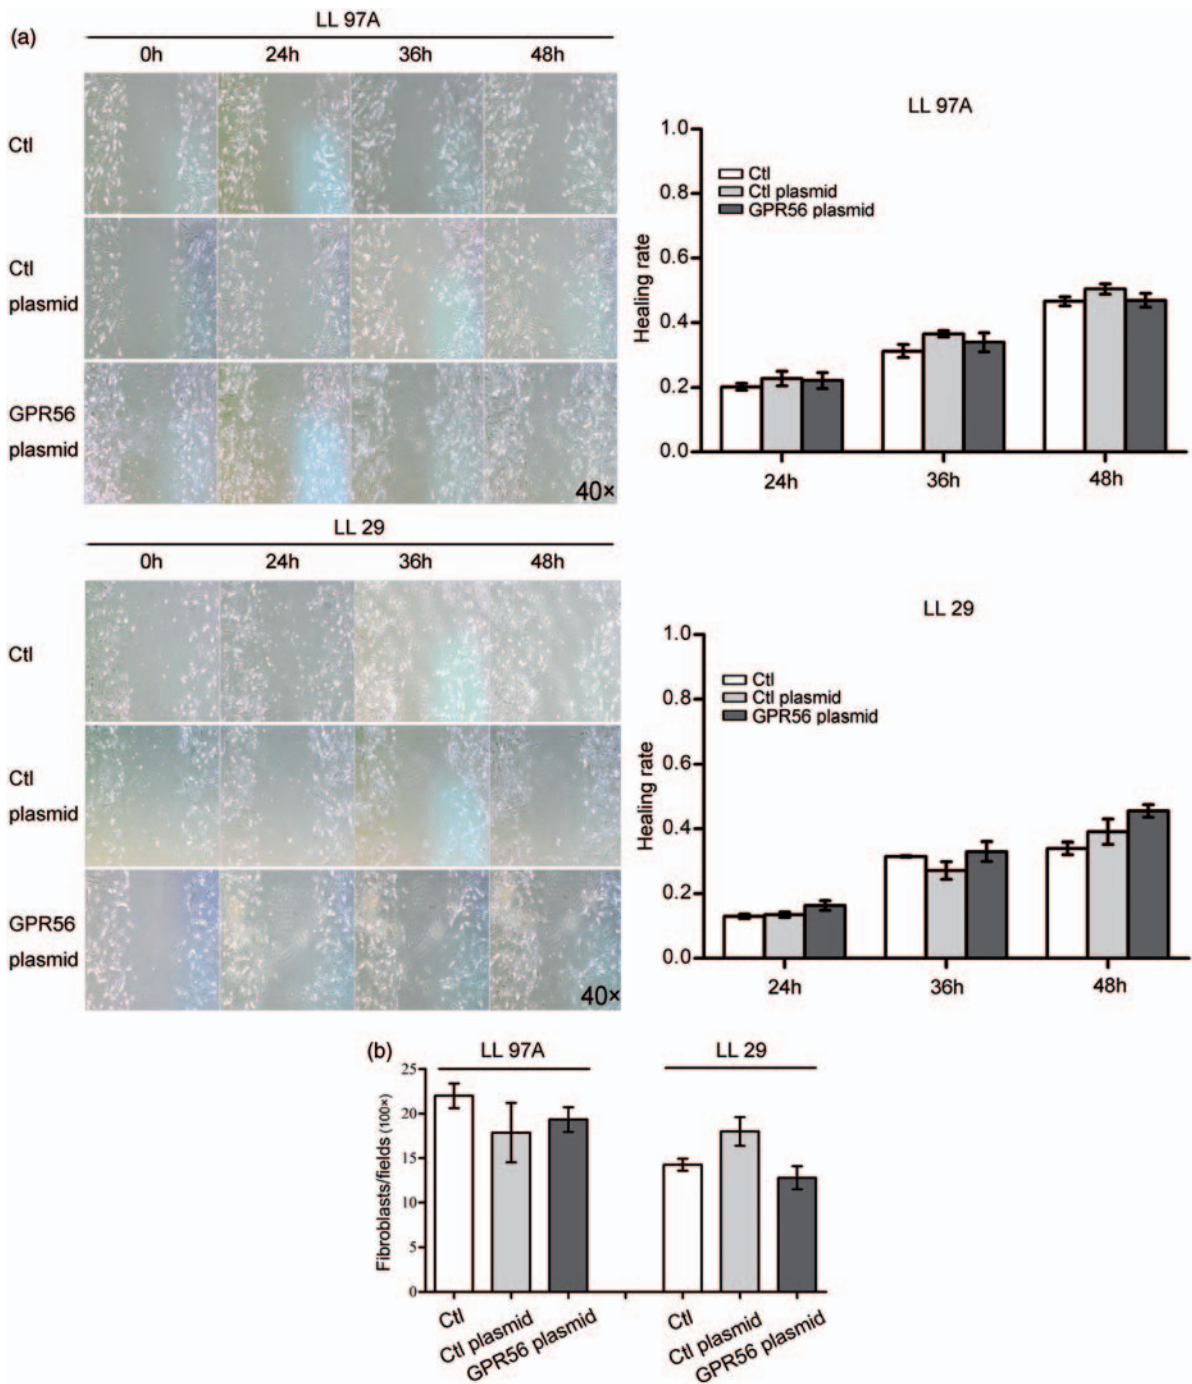 (a)
LL 97A
0h 24h 36h 48h
Ctl
Ctl
plasmid
GPR56
plasmid
40×
LL 97A
1.0
0.8
0.6
0.4
0.2
0.0
Healing rate
Ctl
Ctl plasmid
GPR56 plasmid
24h 36h 48h
LL 29
0h 24h 36h 48h
Ctl
Ctl
plasmid
GPR56
plasmid
40×
LL 29
1.0
0.8
0.6
0.4
0.2
0.0
Healing rate
Ctl
Ctl plasmid
GPR56 plasmid
24h 36h 48h
(b)
LL 97A LL 29
25
20
15
10
5
0
Fibroblasts/fields (100×)
Ctl
Ctl plasmid
GPR56 plasmid
Ctl
Ctl plasmid
GPR56 plasmid